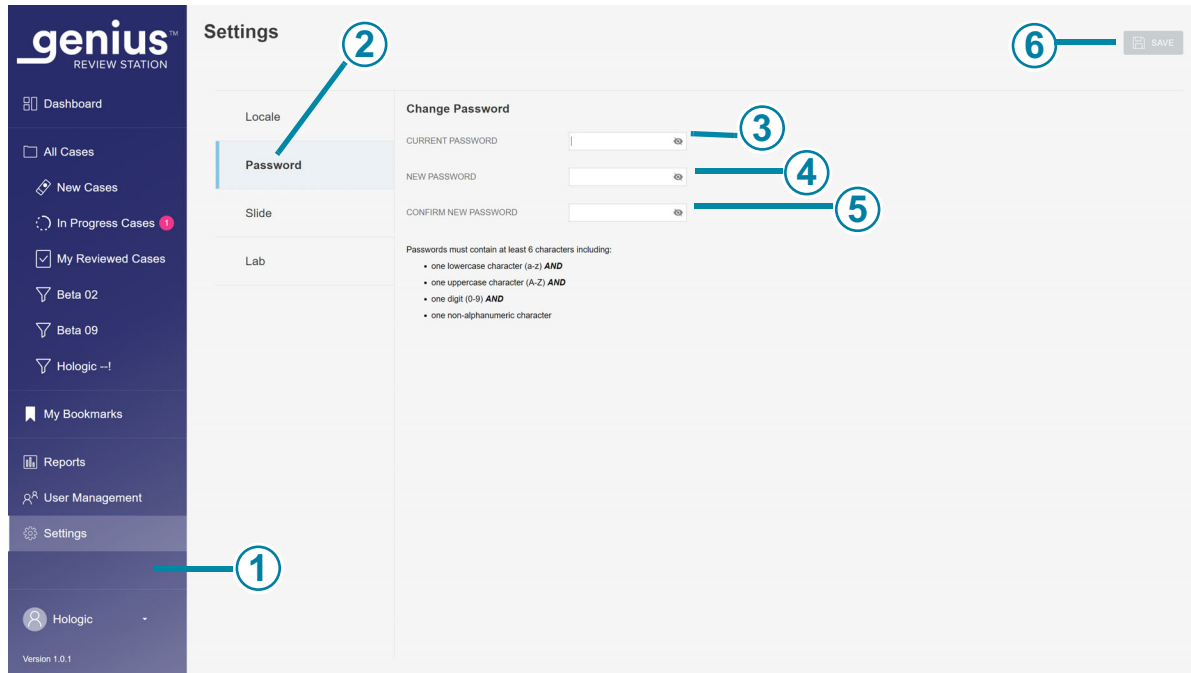 genius™
REVIEW STATION
Dashboard
All Cases
New Cases
In Progress Cases 1
My Reviewed Cases
Beta 02
Beta 09
Hologic --!
My Bookmarks
Reports
User Management
Settings
Hologic
Version 1.0.1
Settings
2
6
SAVE
Locale
Password
Slide
Lab
Change Password
CURRENT PASSWORD
3
NEW PASSWORD
4
CONFIRM NEW PASSWORD
5
Passwords must contain at least 6 characters including:
• one lowercase character (a-z) AND
• one uppercase character (A-Z) AND
• one digit (0-9) AND
• one non-alphanumeric character
1